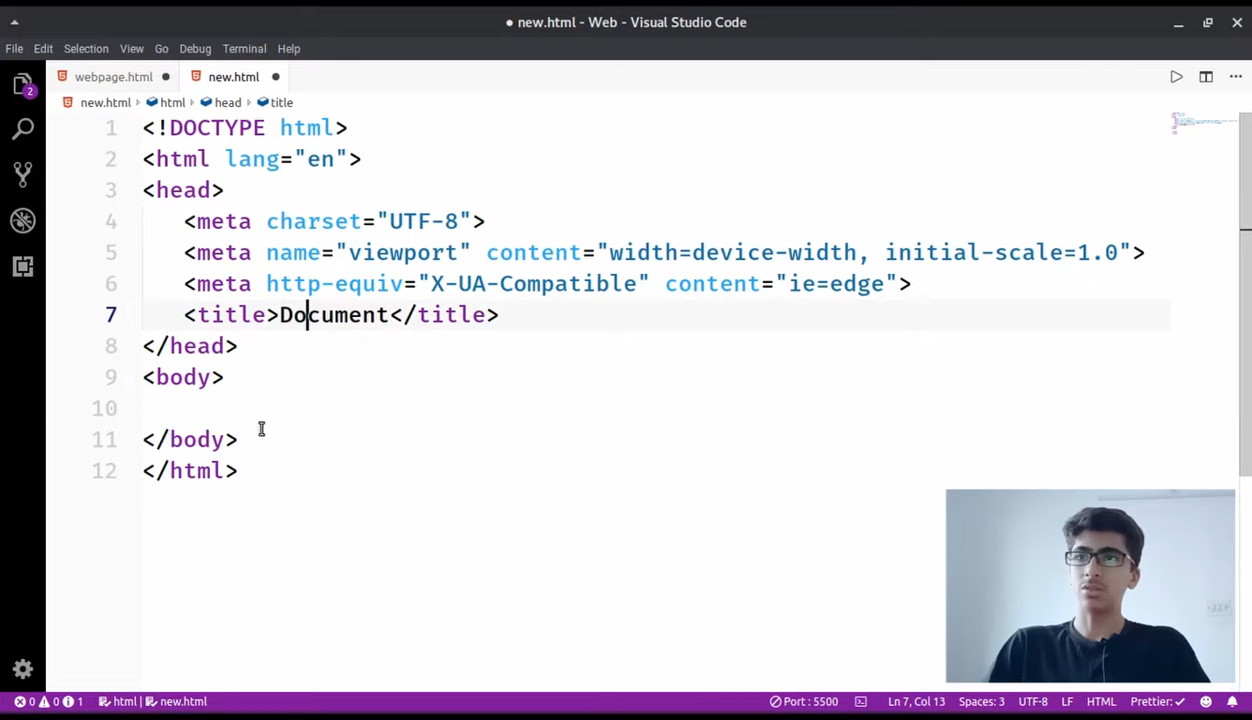 new.html - Web - Visual Studio Code
File Edit Selection View Go Debug Terminal Help
webpage.html new.html
new.html html head title
1 <!DOCTYPE html>
2 <html lang="en">
3 <head>
4 <meta charset="UTF-8">
5 <meta name="viewport" content="width=device-width, initial-scale=1.0">
6 <meta http-equiv="X-UA-Compatible" content="ie=edge">
7 <title>Document</title>
8 </head>
9 <body>
10
11 </body>
12 </html>
2
0 0 1 html | new.html Port : 5500 Ln 7, Col 13 Spaces: 3 UTF-8 LF HTML Prettier: ✓